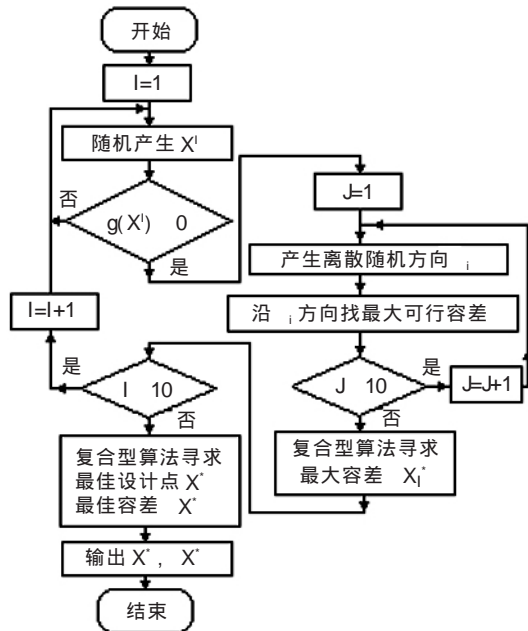 开始
I=1
随机产生 X^I
否
g(X^I) 0
是
J=1
产生离散随机方向 i
沿 i 方向找最大可行容差
J 10
是
J=J+1
否
复合型算法寻求
最大容差 X_I^*
I=I+1
是
I 10
否
复合型算法寻求
最佳设计点 X^*
最佳容差 X^*
输出 X^*, X^*
结束